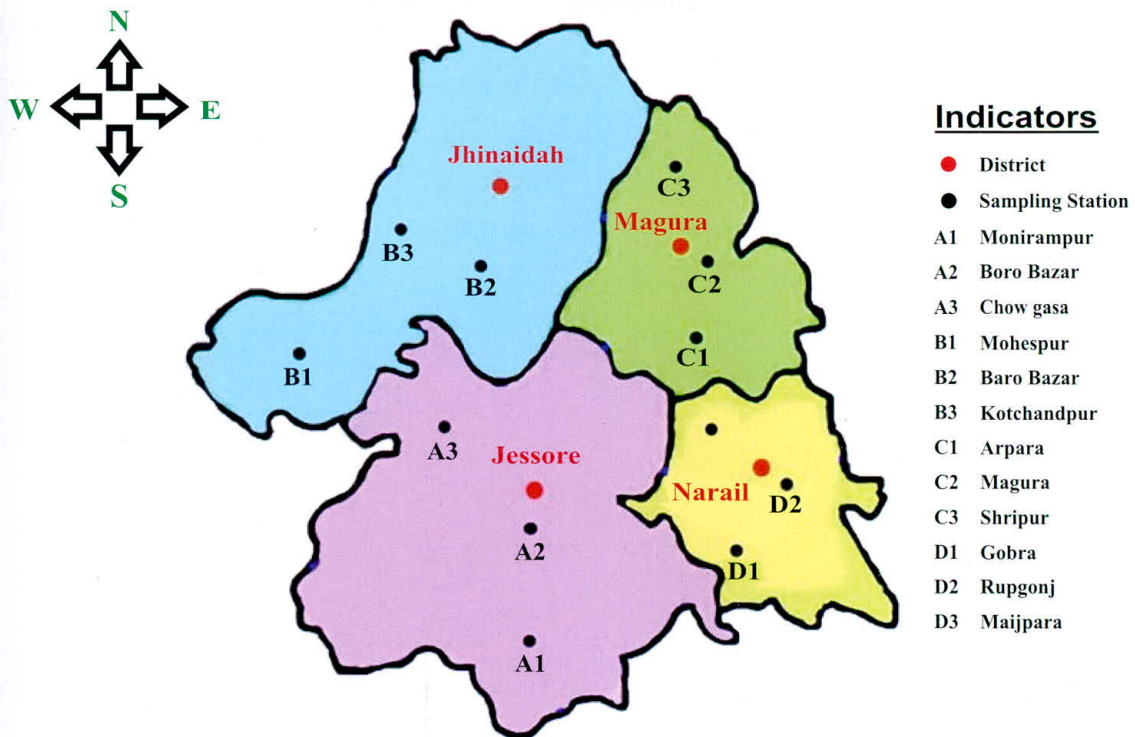 N
W E
S
Jhinaidah
C3
Magura
B3
B2
C2
C1
B1
A3
Jessore
Narail
D2
A2
D1
A1
Indicators
District
Sampling Station
A1 Monirampur
A2 Boro Bazar
A3 Chow gasa
B1 Mohespur
B2 Baro Bazar
B3 Kotchandpur
C1 Arpara
C2 Magura
C3 Shripur
D1 Gobra
D2 Rupgonj
D3 Maijpara